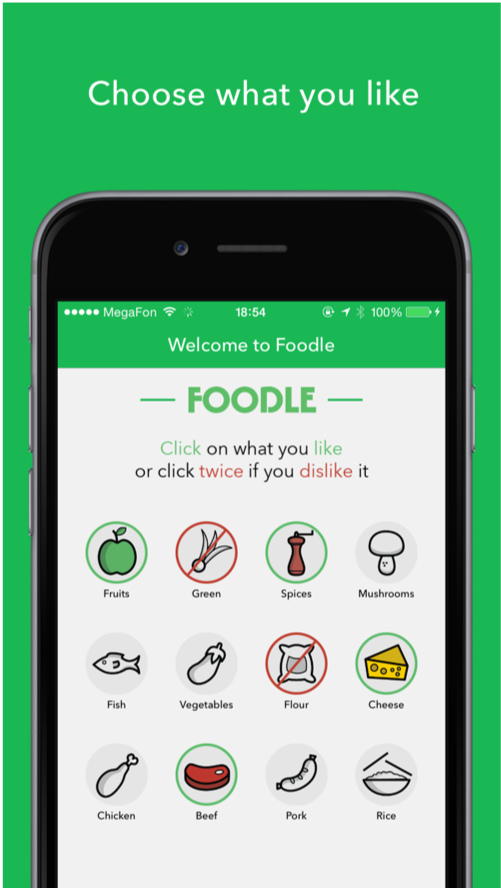 Choose what you like
MegaFon 18:54 100%
Welcome to Foodle
FOODLE
Click on what you like
or click twice if you dislike it
Fruits Green Spices Mushrooms
Fish Vegetables Flour Cheese
Chicken Beef Pork Rice